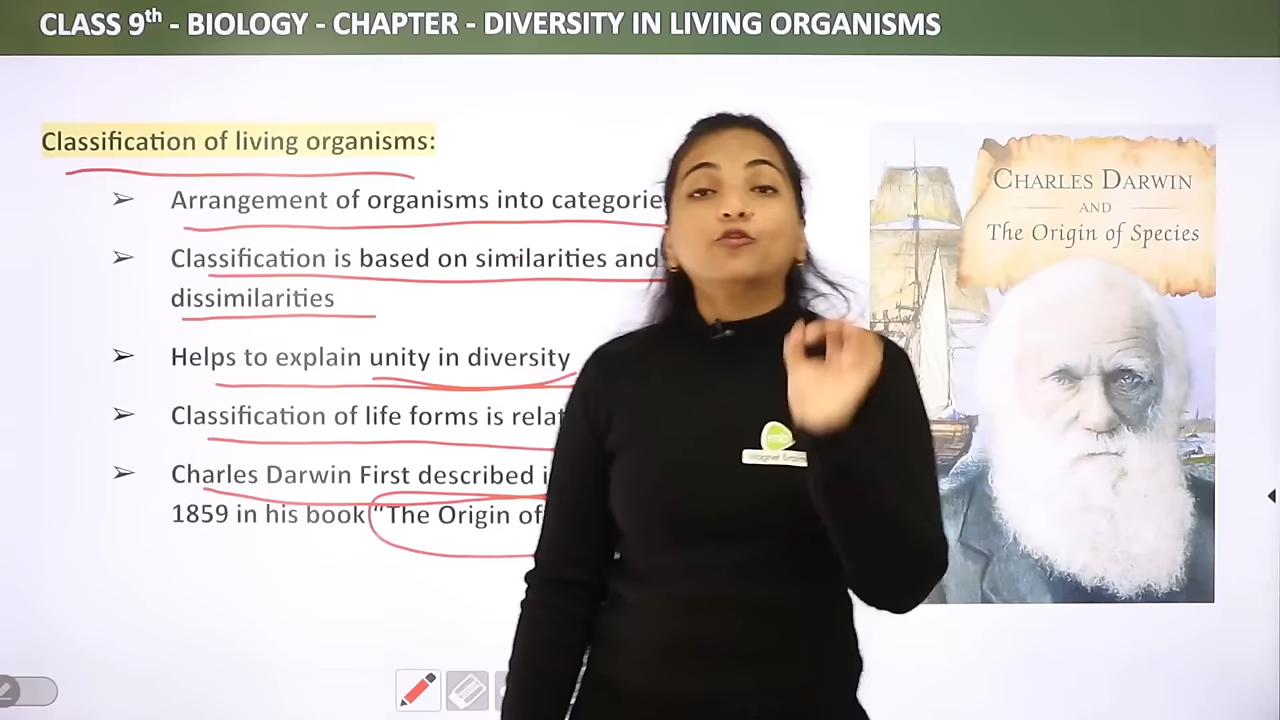 CLASS 9th - BIOLOGY - CHAPTER - DIVERSITY IN LIVING ORGANISMS
Classification of living organisms:
➢ Arrangement of organisms into categorie
➢ Classification is based on similarities and
dissimilarities
➢ Helps to explain unity in diversity
➢ Classification of life forms is rela
➢ Charles Darwin First described i
1859 in his book "The Origin of
CHARLES DARWIN
AND
The Origin of Species